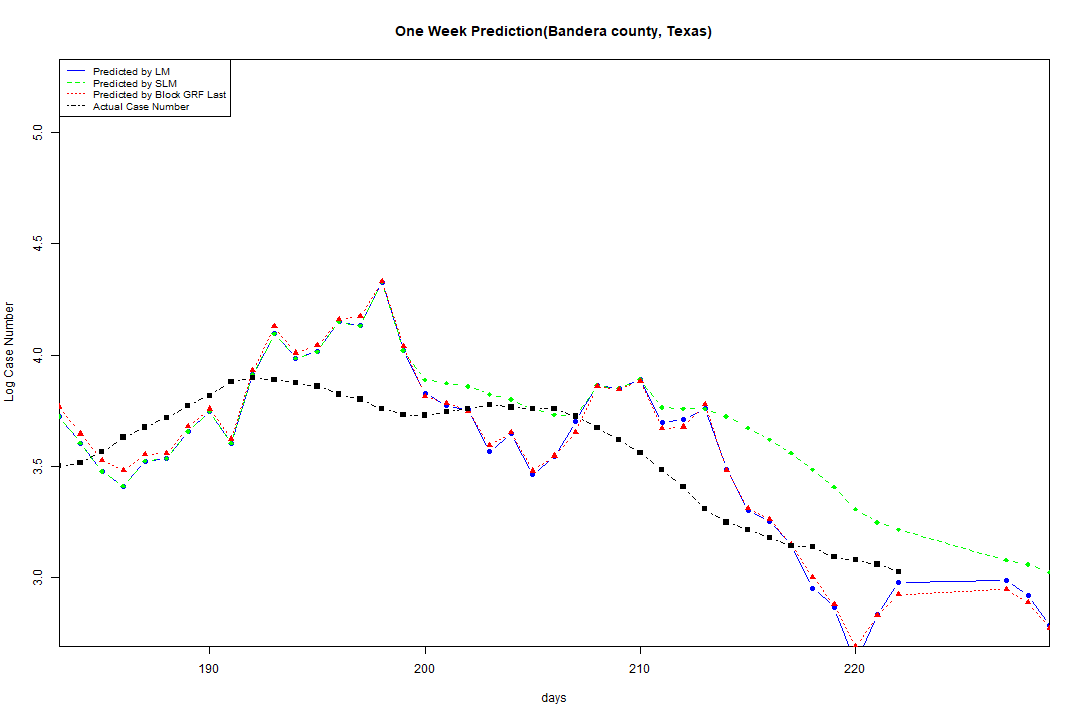 One Week Prediction(Bandera county, Texas)
Predicted by LM
Predicted by SLM
Predicted by Block GRF Last
Actual Case Number
5.0
4.5
4.0
3.5
3.0
Log Case Number
190
200
210
220
days